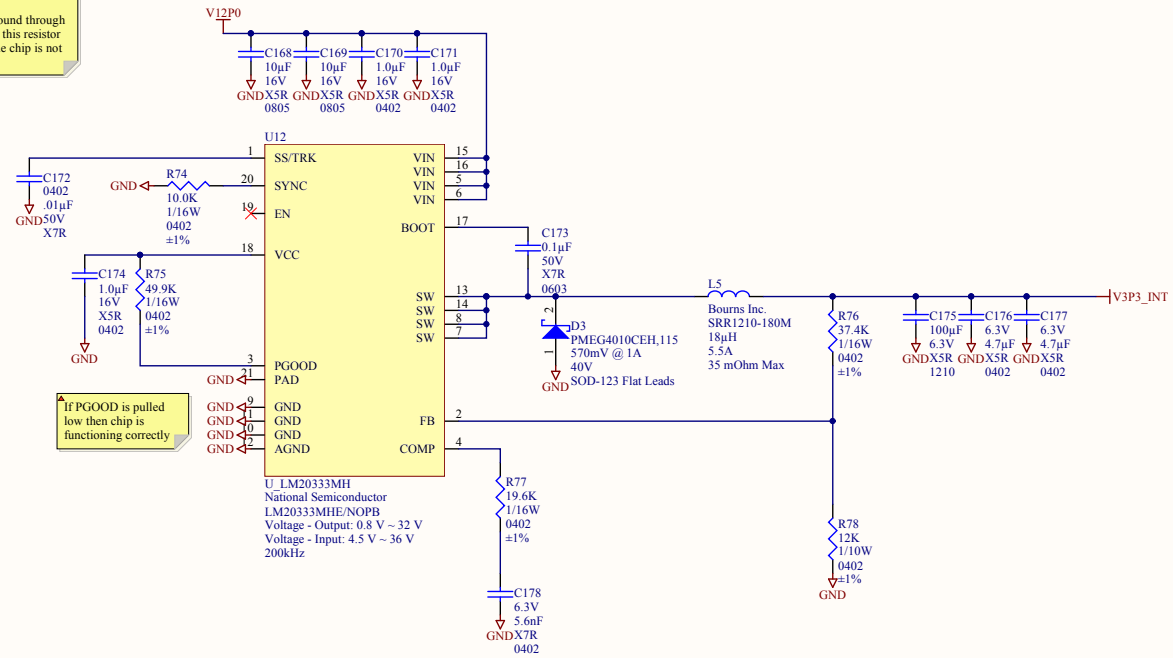 ound through
this resistor
e chip is not
V12P0
C168
10µF
16V
X5R
0805
GND
C169
10µF
16V
X5R
0805
GND
C170
1.0µF
16V
X5R
0402
GND
C171
1.0µF
16V
X5R
0402
GND
U12
1 SS/TRK
20 SYNC
19 EN
18 VCC
3 PGOOD
21 PAD
9 GND
1 GND
0 GND
2 AGND
VIN 15
VIN 16
VIN 5
VIN 6
BOOT 17
SW 13
SW 14
SW 8
SW 7
FB 2
COMP 4
C172
0402
.01µF
50V
X7R
GND
GND
R74
10.0K
1/16W
0402
±1%
C174
1.0µF
16V
X5R
0402
GND
R75
49.9K
1/16W
0402
±1%
GND
GND
GND
GND
GND
If PGOOD is pulled
low then chip is
functioning correctly
U_LM20333MH
National Semiconductor
LM20333MHE/NOPB
Voltage - Output: 0.8 V ~ 32 V
Voltage - Input: 4.5 V ~ 36 V
200kHz
C173
0.1µF
50V
X7R
0603
2
1
D3
PMEG4010CEH,115
570mV @ 1A
40V
SOD-123 Flat Leads
GND
L5
Bourns Inc.
SRR1210-180M
18µH
5.5A
35 mOhm Max
R76
37.4K
1/16W
0402
±1%
C175
100µF
6.3V
X5R
1210
GND
C176
6.3V
4.7µF
X5R
0402
GND
C177
6.3V
4.7µF
X5R
0402
GND
V3P3_INT
R77
19.6K
1/16W
0402
±1%
C178
6.3V
5.6nF
X7R
0402
GND
R78
12K
1/10W
0402
±1%
GND